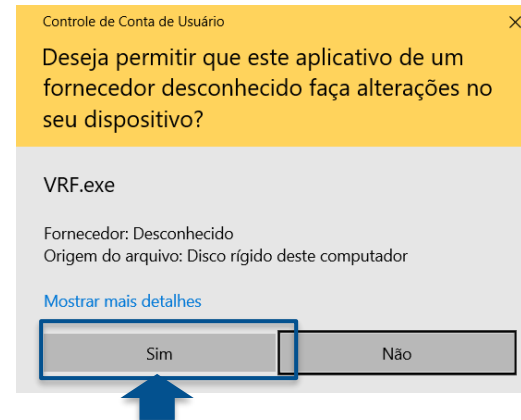 Controle de Conta de Usuário
Deseja permitir que este aplicativo de um
fornecedor desconhecido faça alterações no
seu dispositivo?
VRF.exe
Fornecedor: Desconhecido
Origem do arquivo: Disco rígido deste computador
Mostrar mais detalhes
Sim
Não